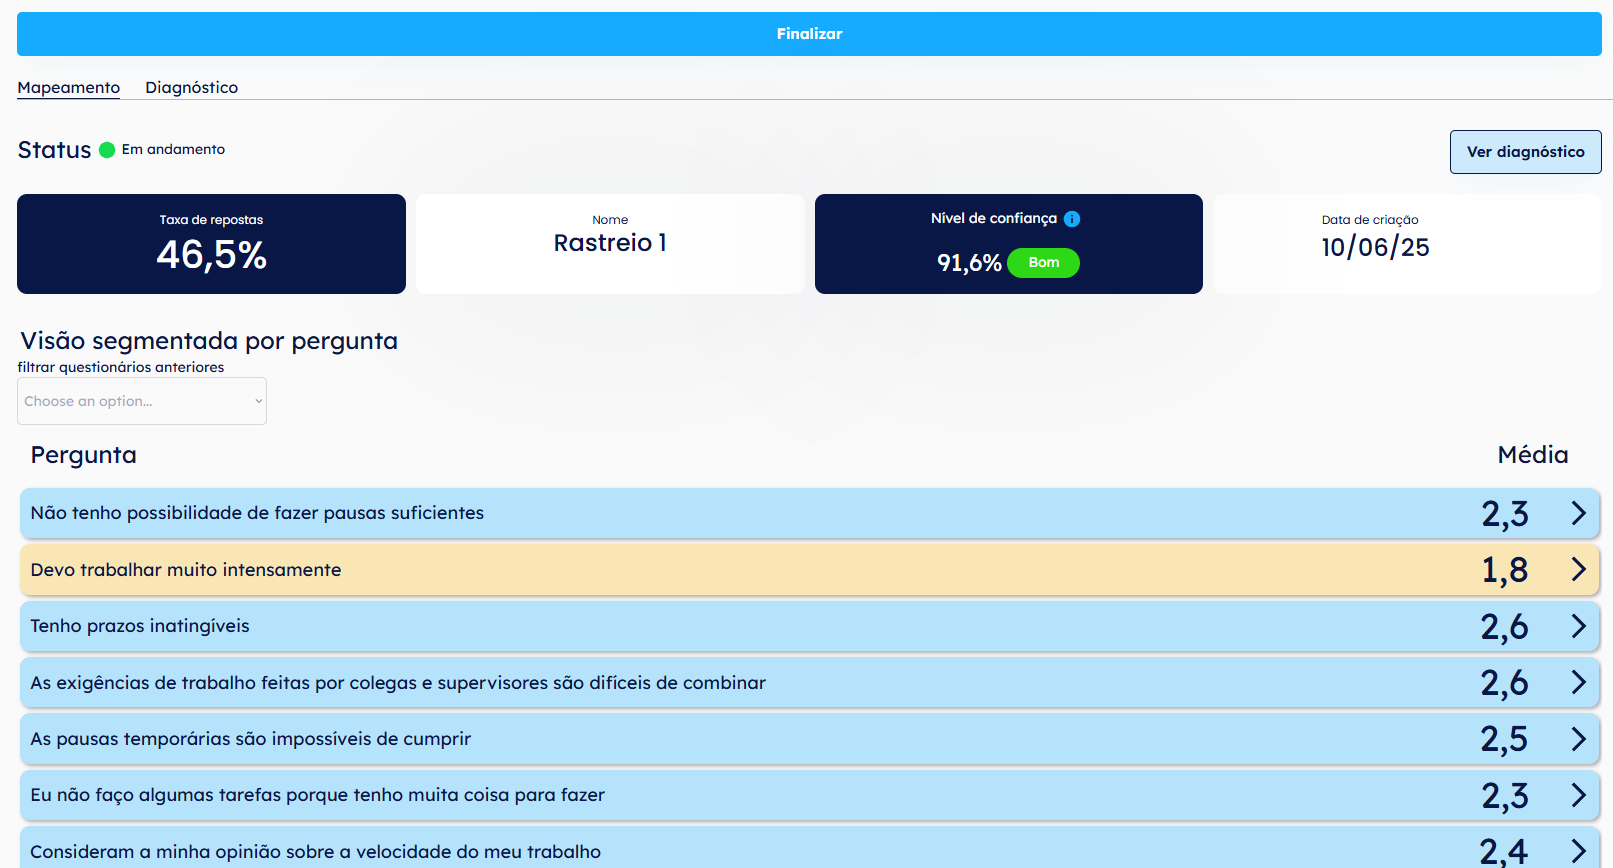 Finalizar
Mapeamento Diagnóstico
Status Em andamento
Ver diagnóstico
Taxa de repostas
46,5%
Nome
Rastreio 1
Nível de confiança
91,6% Bom
Data de criação
10/06/25
Visão segmentada por pergunta
filtrar questionários anteriores
Choose an option...
Pergunta Média
Não tenho possibilidade de fazer pausas suficientes 2,3
Devo trabalhar muito intensamente 1,8
Tenho prazos inatingíveis 2,6
As exigências de trabalho feitas por colegas e supervisores são difíceis de combinar 2,6
As pausas temporárias são impossíveis de cumprir 2,5
Eu não faço algumas tarefas porque tenho muita coisa para fazer 2,3
Consideram a minha opinião sobre a velocidade do meu trabalho 2,4